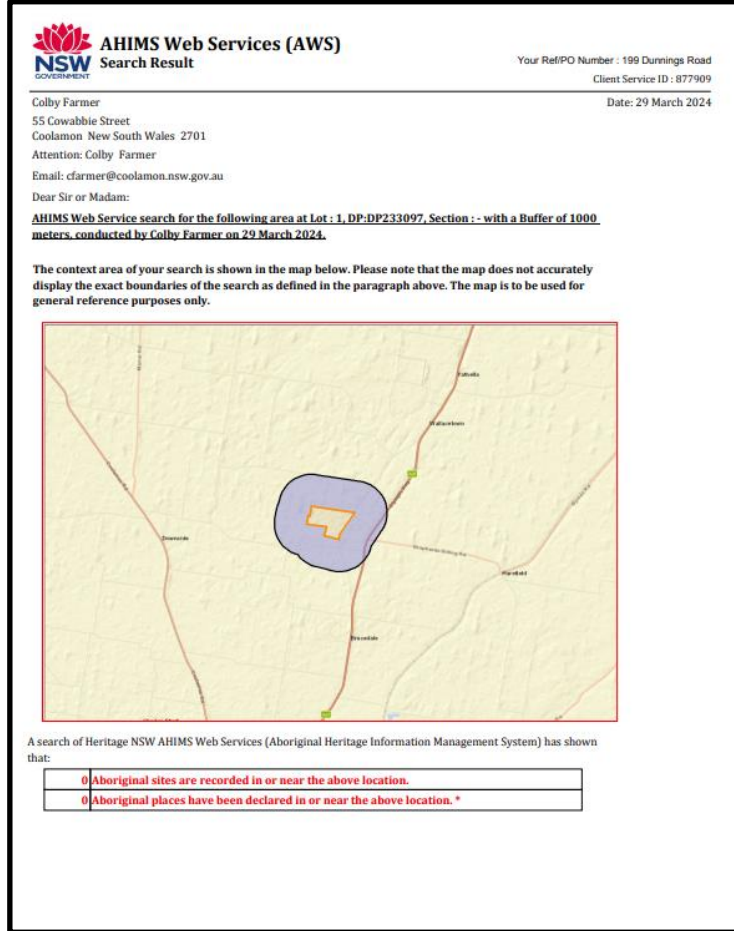 AHIMS Web Services (AWS)
Search Result
NSW
GOVERNMENT
Your Ref/PO Number : 199 Dunnings Road
Client Service ID : 877909
Colby Farmer
Date: 29 March 2024
55 Cowabbie Street
Coolamon New South Wales 2701
Attention: Colby Farmer
Email: cfarmer@coolamon.nsw.gov.au
Dear Sir or Madam:
AHIMS Web Service search for the following area at Lot : 1, DP:DP233097, Section : - with a Buffer of 1000
meters, conducted by Colby Farmer on 29 March 2024.
The context area of your search is shown in the map below. Please note that the map does not accurately
display the exact boundaries of the search as defined in the paragraph above. The map is to be used for
general reference purposes only.
Wallacetown
Downside
Harefield
Brucedale
A search of Heritage NSW AHIMS Web Services (Aboriginal Heritage Information Management System) has shown
that:
0 Aboriginal sites are recorded in or near the above location.
0 Aboriginal places have been declared in or near the above location. *